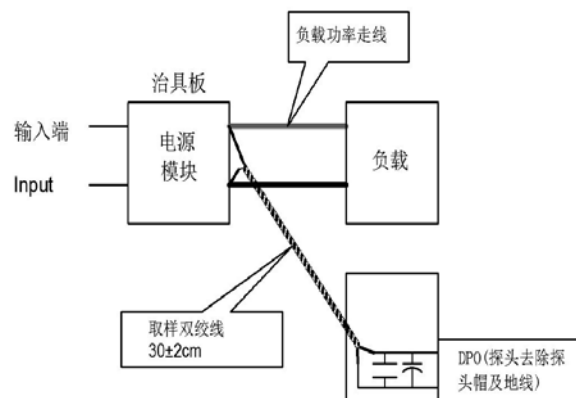 负载功率走线
治具板
输入端
Input
电源
模块
负载
取样双绞线
30±2cm
DPO(探头去除探
头帽及地线)